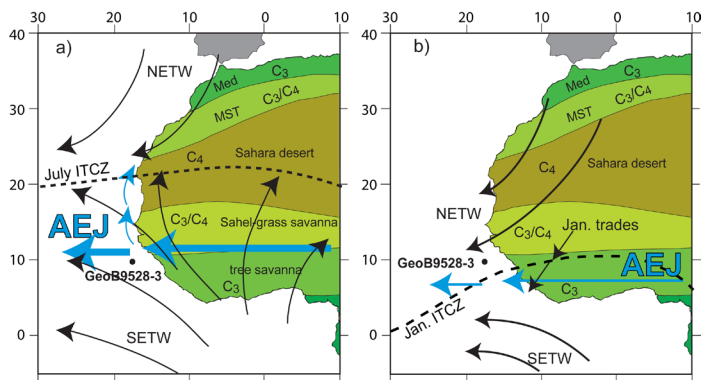 30 20 10 0 10
40
30
20
10
0
a)
NETW
Med
C3
C3/C4
MST
July ITCZ
C4
Sahara desert
AEJ
C3/C4
Sahel-grass savanna
GeoB9528-3
tree savanna
C3
SETW
30 20 10 0 10
40
30
20
10
0
b)
Med
C3
C3/C4
MST
C4
Sahara desert
NETW
C3/C4
Jan. trades
GeoB9528-3
AEJ
C3
Jan. ITCZ
SETW